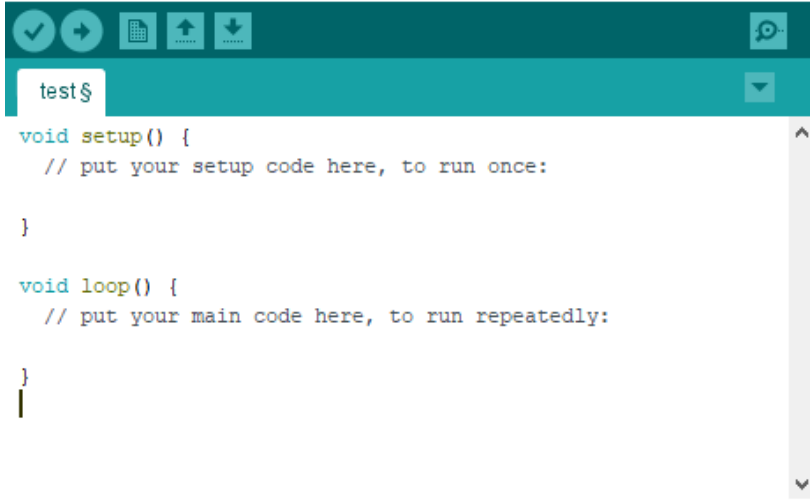 test§
void setup() {
  // put your setup code here, to run once:
}
void loop() {
  // put your main code here, to run repeatedly:
}